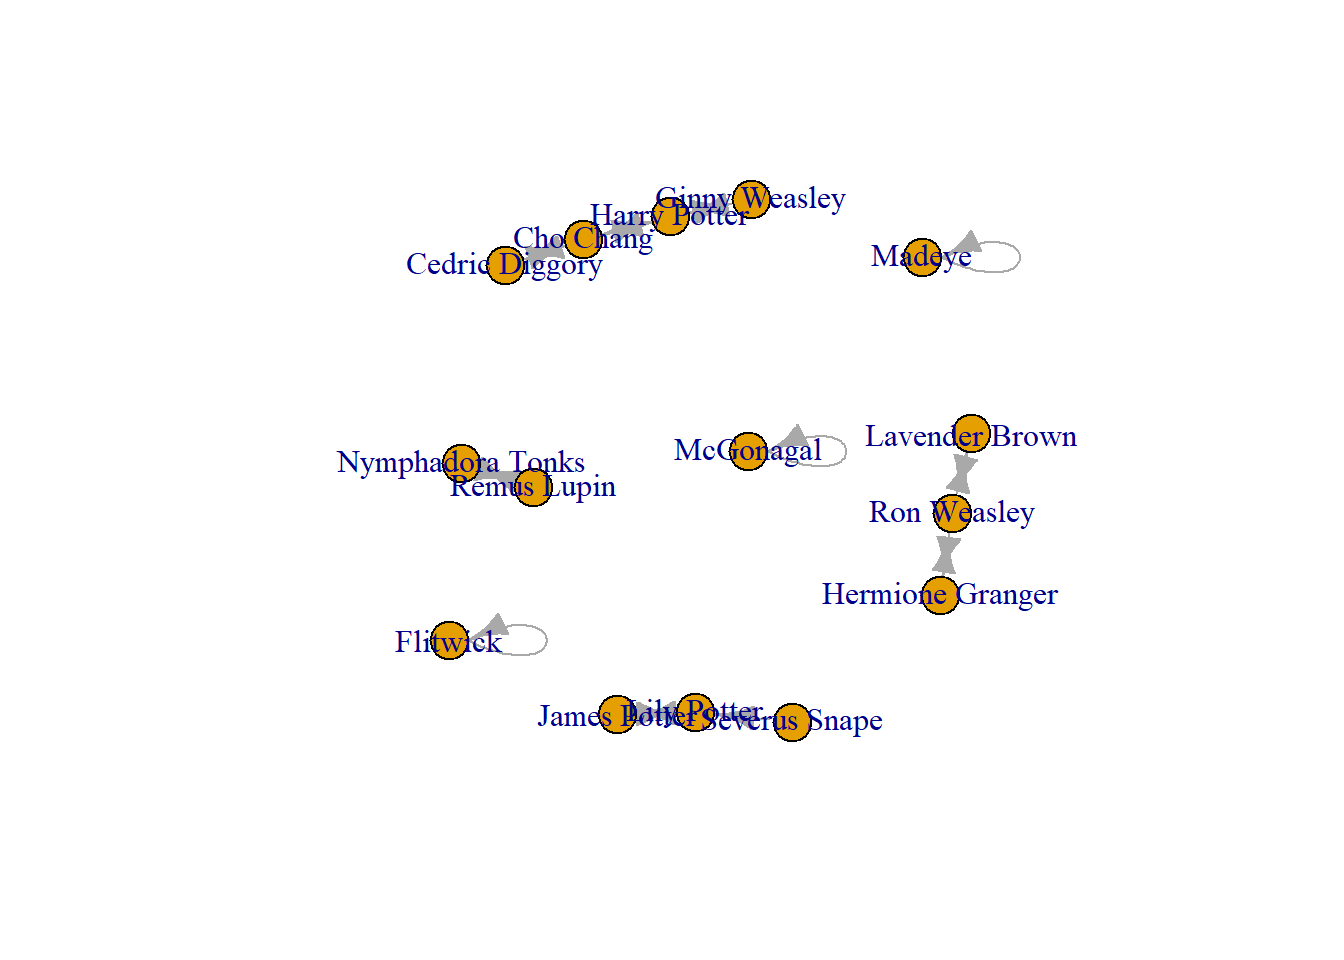 Ginny Weasley
Harry Potter
Cho Chang
Cedric Diggory
Madeye
Lavender Brown
McGonagal
Nymphadora Tonks
Remus Lupin
Ron Weasley
Hermione Granger
Flitwick
James Potter
Lily Potter
Severus Snape